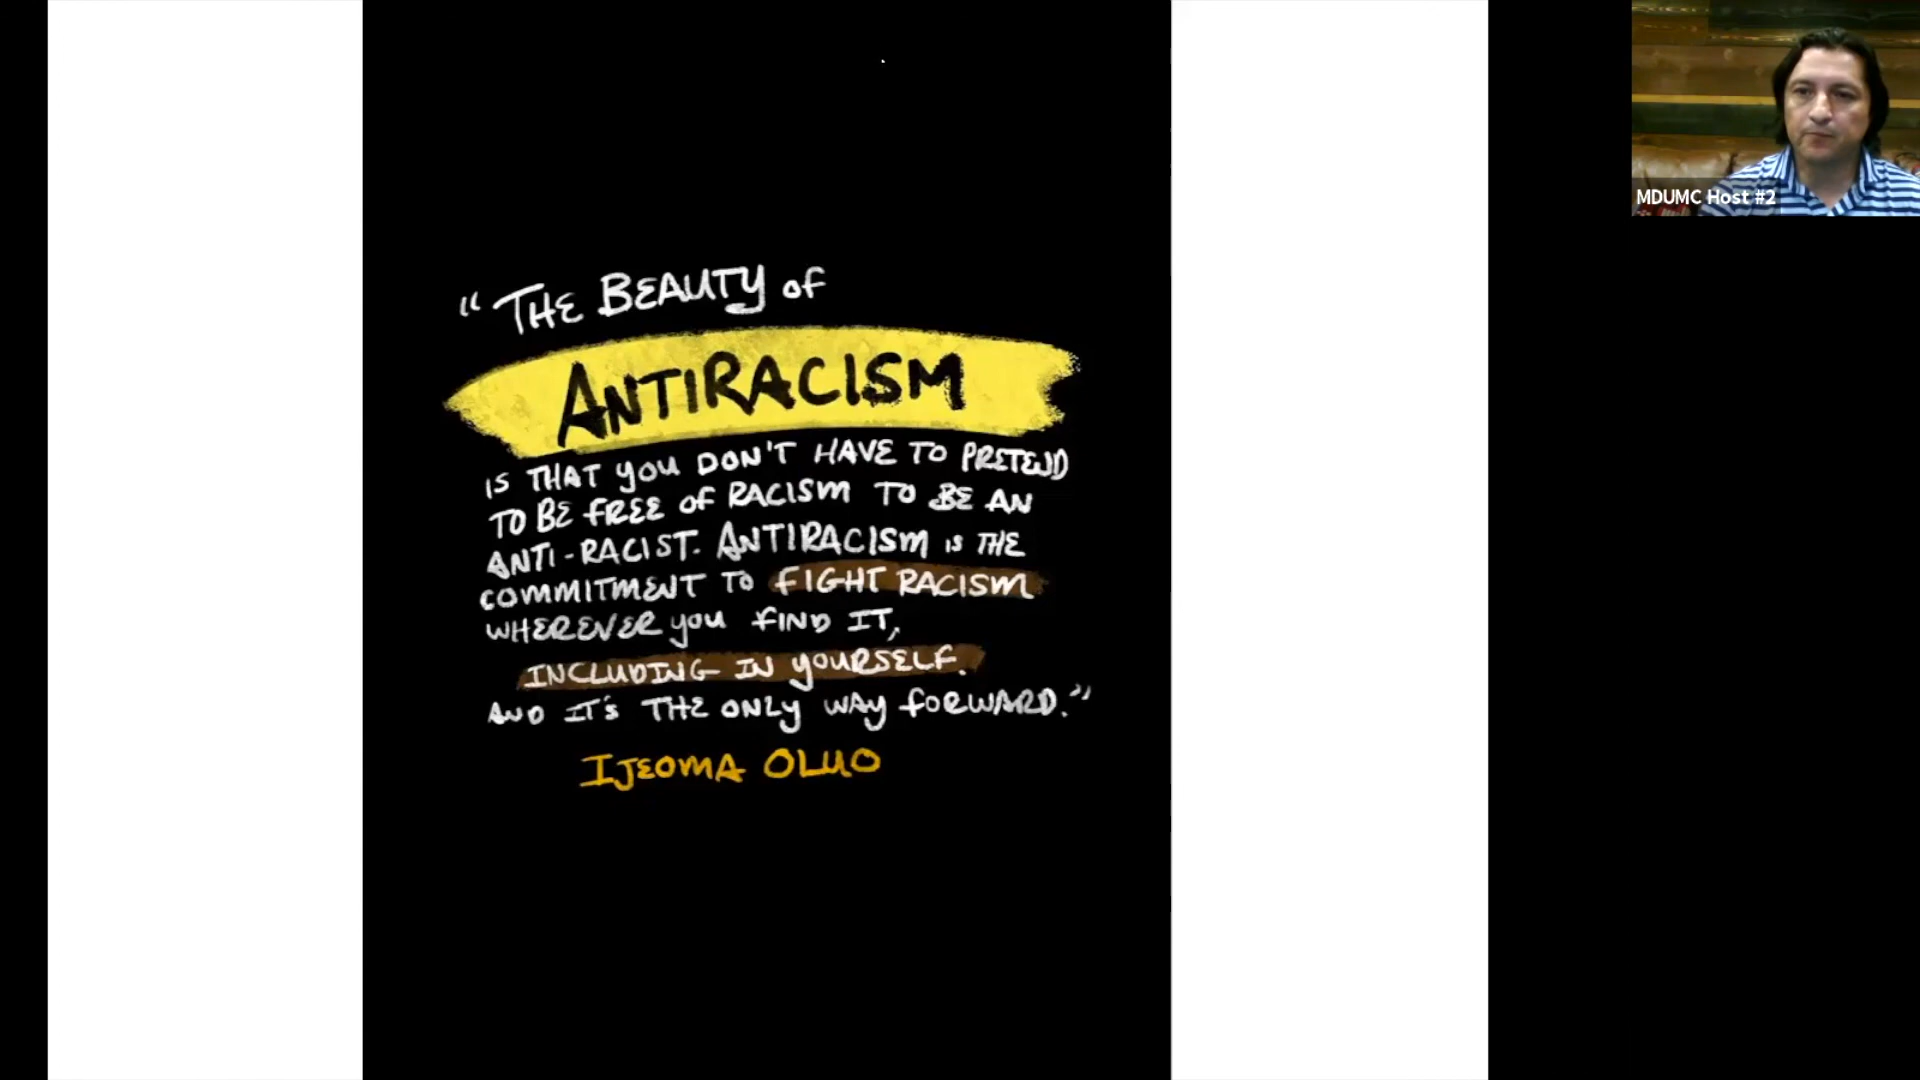 “THE BEAUTY of
ANTIRACISM
IS THAT you DON'T HAVE TO PRETEND
TO BE FREE of RACISM TO BE AN
ANTI-RACIST. ANTIRACISM is THE
COMMITMENT TO FIGHT RACISM
WHEREVER you FIND IT,
INCLUDING IN yOURSELF.
AND IT'S THE ONLY WAY FORWARD.”
IJEOMA OLUO
MDUMC Host #2